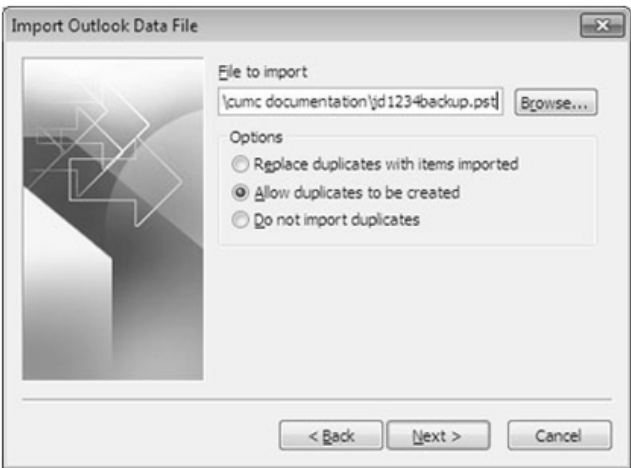 Import Outlook Data File
File to import
\cumc documentation\jd1234backup.pst
Browse...
Options
Replace duplicates with items imported
Allow duplicates to be created
Do not import duplicates
< Back
Next >
Cancel